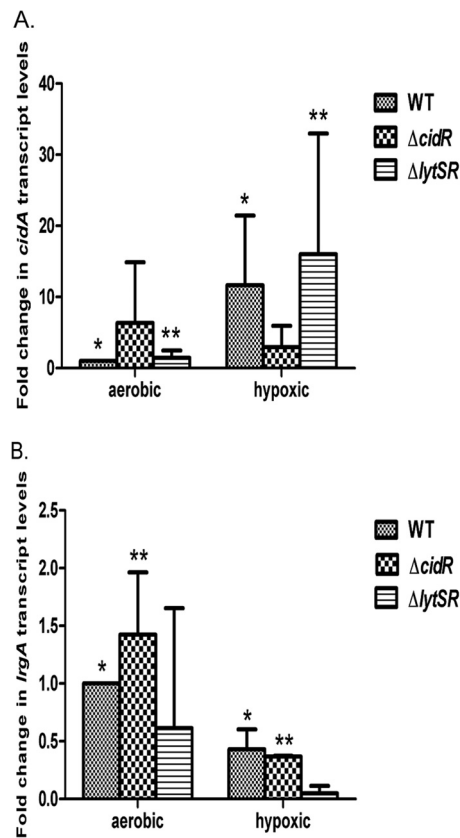 A.
Fold change in cidA transcript levels
40
30
20
10
0
* ** * **
aerobic hypoxic
WT
ΔcidR
ΔlytSR
B.
Fold change in lrgA transcript levels
2.5
2.0
1.5
1.0
0.5
0.0
* ** * **
aerobic hypoxic
WT
ΔcidR
ΔlytSR